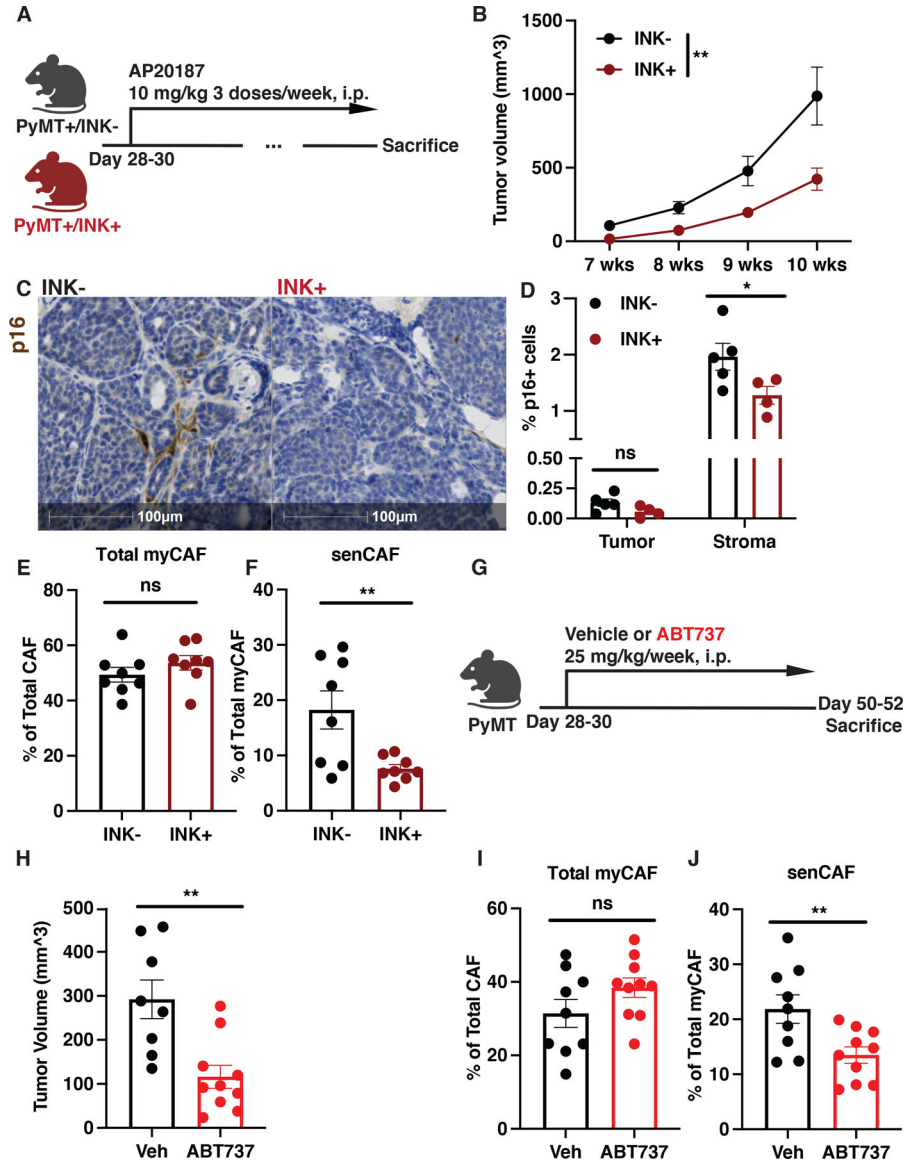 A
AP20187
10 mg/kg 3 doses/week, i.p.
PyMT+/INK-
Day 28-30
...
Sacrifice
PyMT+/INK+
B
Tumor volume (mm^3)
1500
1000
500
0
INK-
INK+
**
7 wks
8 wks
9 wks
10 wks
C
INK-
INK+
p16
100µm
100µm
D
% p16+ cells
3
2
1
0.50
0.25
0.00
INK-
INK+
*
ns
Tumor
Stroma
E
Total myCAF
ns
% of Total CAF
80
60
40
20
0
INK-
INK+
F
senCAF
**
% of Total myCAF
40
30
20
10
0
INK-
INK+
G
Vehicle or ABT737
25 mg/kg/week, i.p.
PyMT
Day 28-30
Day 50-52
Sacrifice
H
**
Tumor Volume (mm^3)
500
400
300
200
100
0
Veh
ABT737
I
Total myCAF
ns
% of Total CAF
60
40
20
0
Veh
ABT737
J
senCAF
**
% of Total myCAF
40
30
20
10
0
Veh
ABT737